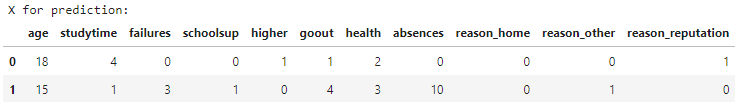 X for prediction:
age studytime failures schoolsup higher goout health absences reason_home reason_other reason_reputation
0 18 4 0 0 1 1 2 0 0 0 1
1 15 1 3 1 0 4 3 10 0 1 0